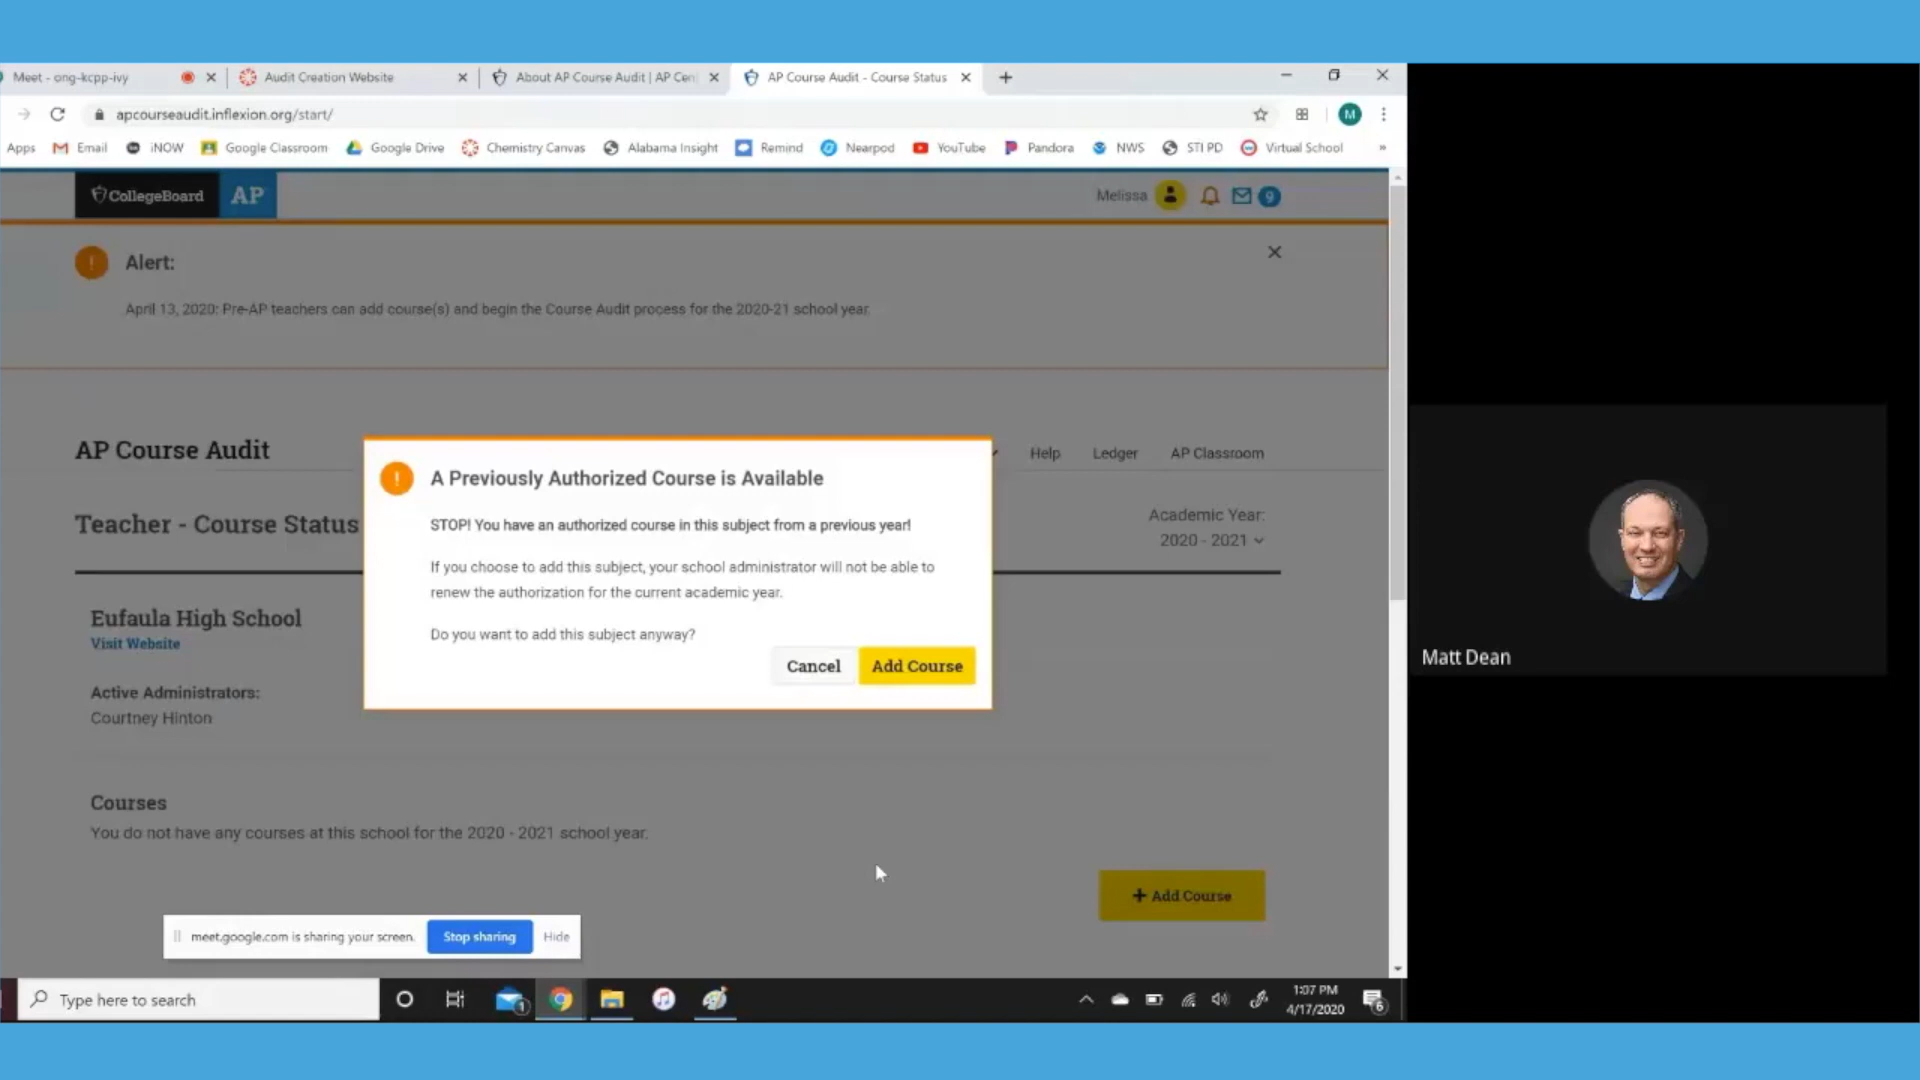 Meet - ong-kcpp-ivy
Audit Creation Website
About AP Course Audit | AP Cen
AP Course Audit - Course Status
apcourseaudit.inflexion.org/start/
M
Apps
Email
iNOW
Google Classroom
Google Drive
Chemistry Canvas
Alabama Insight
Remind
Nearpod
YouTube
Pandora
NWS
STI PD
Virtual School
»
CollegeBoard
AP
Melissa
9
Alert:
April 13, 2020: Pre-AP teachers can add course(s) and begin the Course Audit process for the 2020-21 school year.
AP Course Audit
Help
Ledger
AP Classroom
Teacher - Course Status
Academic Year:
2020 - 2021
A Previously Authorized Course is Available
STOP! You have an authorized course in this subject from a previous year!
If you choose to add this subject, your school administrator will not be able to
renew the authorization for the current academic year.
Do you want to add this subject anyway?
Cancel
Add Course
Eufaula High School
Visit Website
Active Administrators:
Courtney Hinton
Courses
You do not have any courses at this school for the 2020 - 2021 school year.
+ Add Course
meet.google.com is sharing your screen.
Stop sharing
Hide
Type here to search
1
1:07 PM
4/17/2020
6
Matt Dean